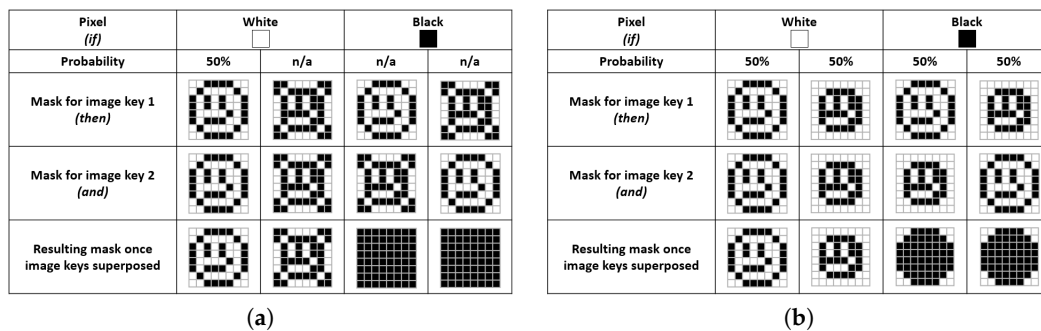 Pixel White Black
(if)
Probability 50% n/a n/a n/a
Mask for image key 1
(then)
Mask for image key 2
(and)
Resulting mask once
image keys superposed
(a)
Pixel White Black
(if)
Probability 50% 50% 50% 50%
Mask for image key 1
(then)
Mask for image key 2
(and)
Resulting mask once
image keys superposed
(b)